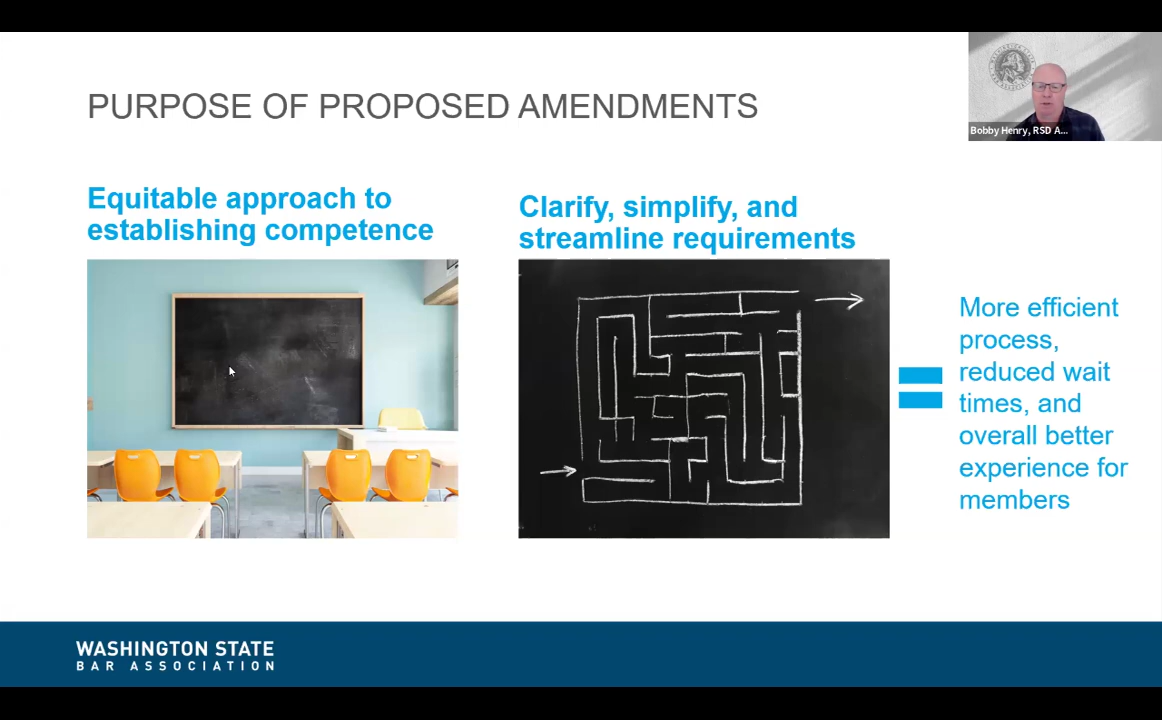 PURPOSE OF PROPOSED AMENDMENTS
Bobby Henry, RSD A...
Equitable approach to
establishing competence
Clarify, simplify, and
streamline requirements
More efficient
process,
reduced wait
times, and
overall better
experience for
members
WASHINGTON STATE
BAR ASSOCIATION